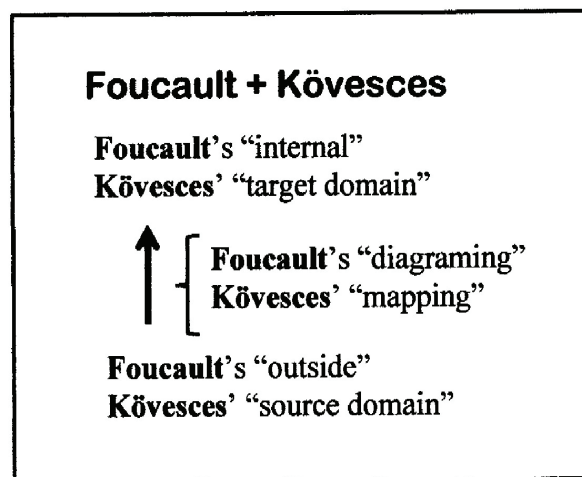 Foucault + Kövesces
Foucault's “internal”
Kövesces’ “target domain”
Foucault's “diagraming”
Kövesces’ “mapping”
Foucault's “outside”
Kövesces’ “source domain”